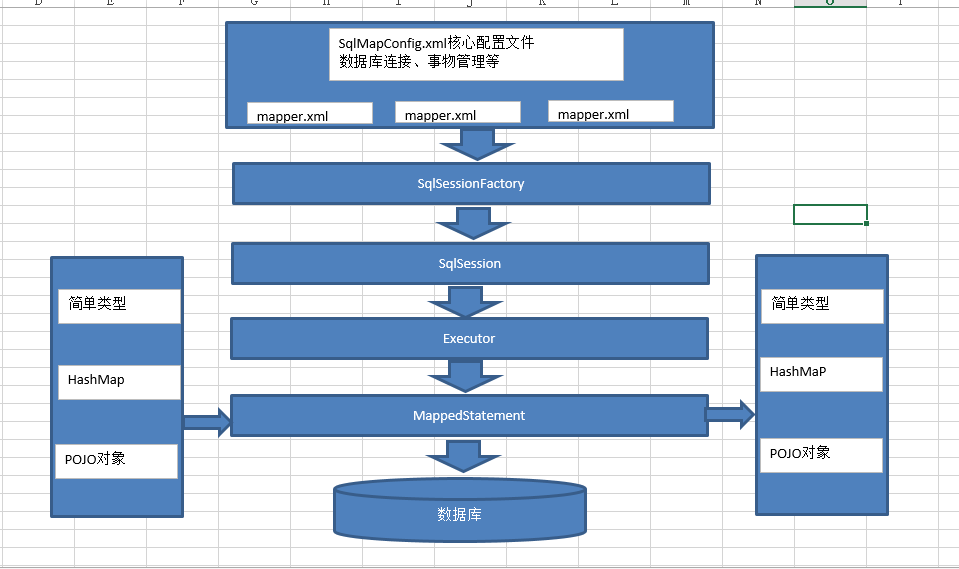 D E F G H I J K L M N O P
SqlMapConfig.xml核心配置文件
数据库连接、事物管理等
mapper.xml mapper.xml mapper.xml
SqlSessionFactory
SqlSession
Executor
MappedStatement
数据库
简单类型
HashMap
POJO对象
简单类型
HashMaP
POJO对象